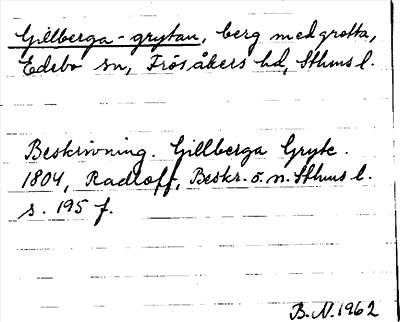 Gillberga-grytan, berg med grotta,
Edebo sn, Frösåkers hd, Sthms l.
Beskrivning. Gillberga Gryte.
1804, Radloff, Beskr. ö. n. Sthms l.
s. 195 f.
B.N. 1962